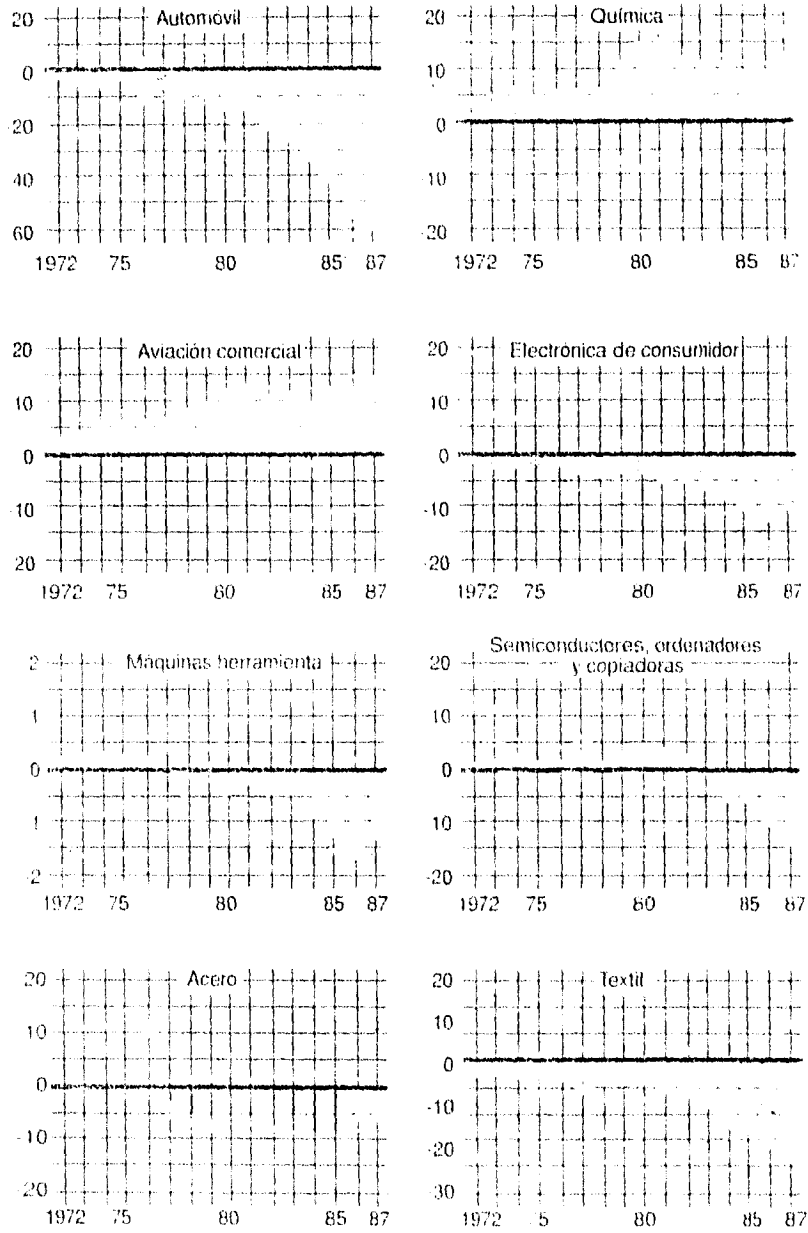 Automóvil
20
0
20
40
60
1972 75 80 85 87
Química
20
10
0
10
-20
1972 75 80 85 87
Aviación comercial
20
10
0
-10
20
1972 75 80 85 87
Electrónica de consumidor
20
10
0
-10
-20
1972 75 80 85 87
Máquinas herramienta
2
1
0
1
2
1972 75 80 85 87
Semiconductores, ordenadores
y copiadoras
20
10
0
10
-20
1972 75 80 85 87
Acero
20
10
0
-10
20
1972 75 80 85 87
Textil
20
10
0
-10
-20
-30
1972 5 80 85 87